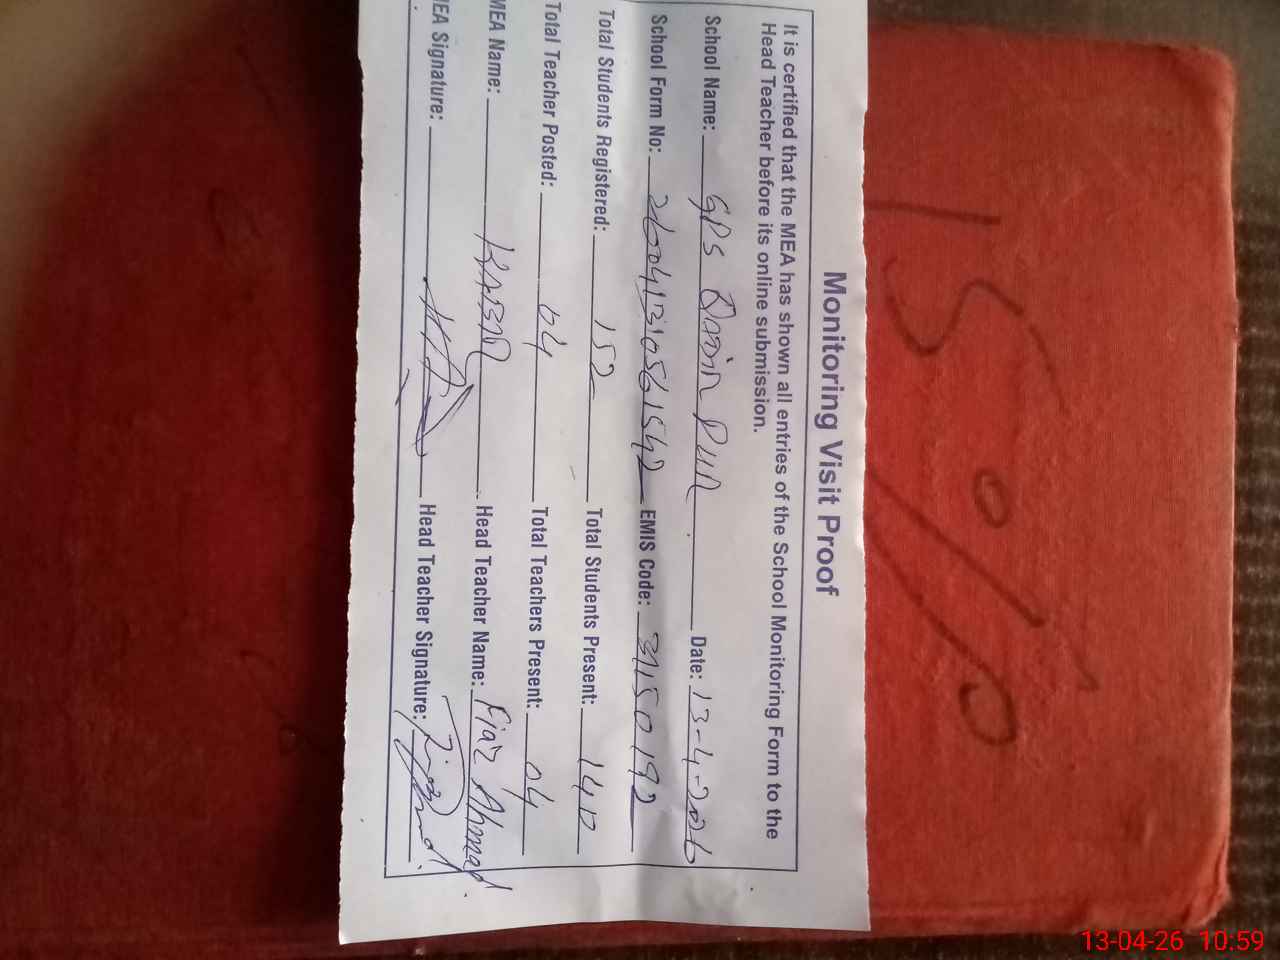 Monitoring Visit Proof
It is certified that the MEA has shown all entries of the School Monitoring Form to the
Head Teacher before its online submission.
School Name: GPS Date: 13-4-2026
School Form No: EMIS Code: 31150192
Total Students Registered: 152 Total Students Present: 140
Total Teacher Posted: 04 Total Teachers Present: 04
MEA Name: Head Teacher Name: Riaz Ahmad
MEA Signature: Head Teacher Signature:
15%
13-04-26 10:59